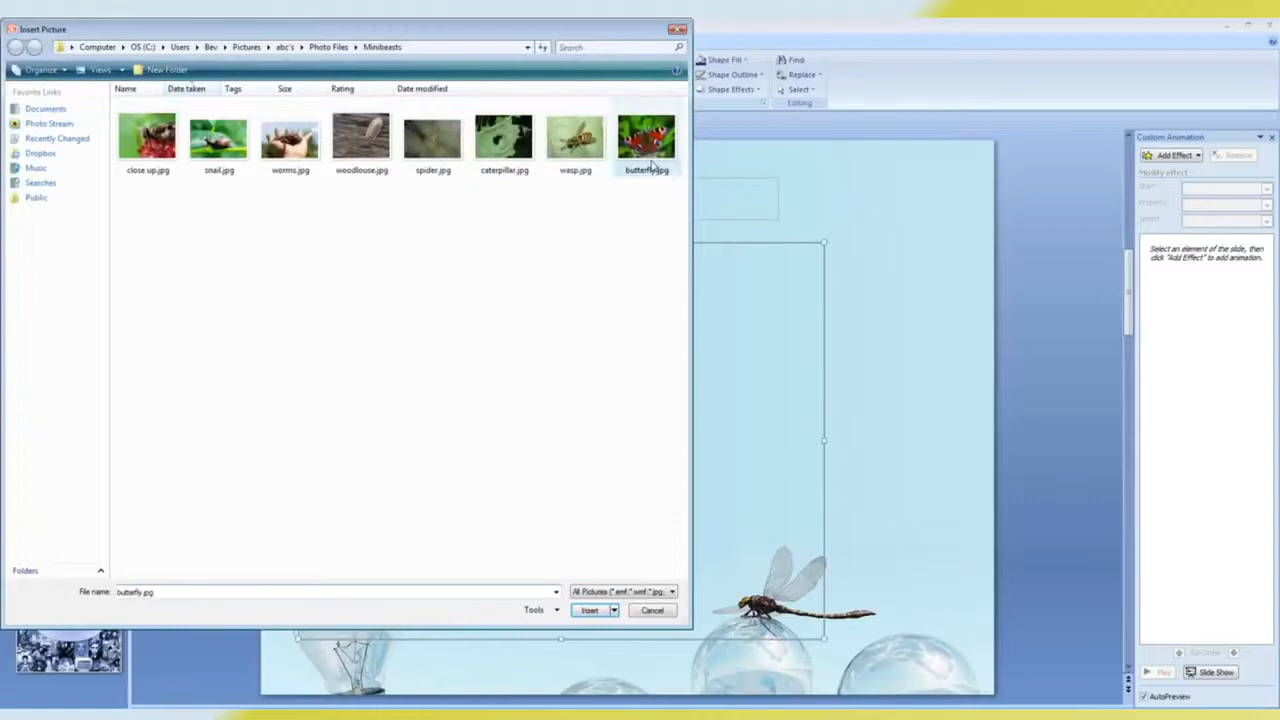 Insert Picture
Computer OS (C:) Users Bev Pictures abc's Photo Files Minibeasts Search
Organize Views New Folder
Favorite Links
Documents
Photo Stream
Recently Changed
Dropbox
Music
Searches
Public
Name Date taken Tags Size Rating Date modified
close up.jpg snail.jpg worms.jpg woodlouse.jpg spider.jpg caterpillar.jpg wasp.jpg butterfly.jpg
Folders
File name: butterfly.jpg All Pictures (*.emf;*.wmf;*.jpg;
Tools Insert Cancel
Shape Fill Find
Shape Outline Replace
Shape Effects Select
Editing
Custom Animation
Add Effect Remove
Modify effect
Start:
Property:
Speed:
Select an element of the slide, then
click "Add Effect" to add animation.
Re-Order
Play Slide Show
AutoPreview